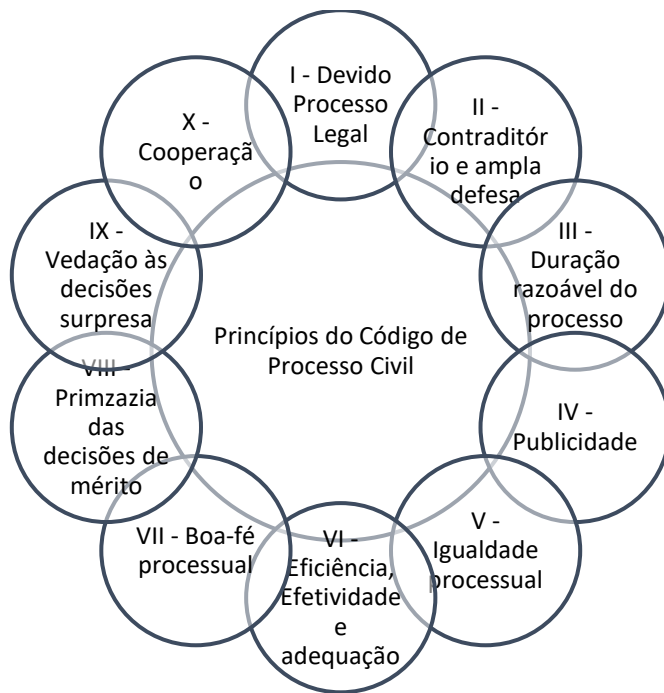 I - Devido
Processo
Legal
II -
Contraditór
io e ampla
defesa
III -
Duração
razoável do
processo
IV -
Publicidade
V -
Igualdade
processual
VI -
Eficiência,
Efetividade
e
adequação
VII - Boa-fé
processual
VIII -
Primzazia
das
decisões de
mérito
IX -
Vedação às
decisões
surpresa
X -
Cooperaçã
o
Princípios do Código de
Processo Civil